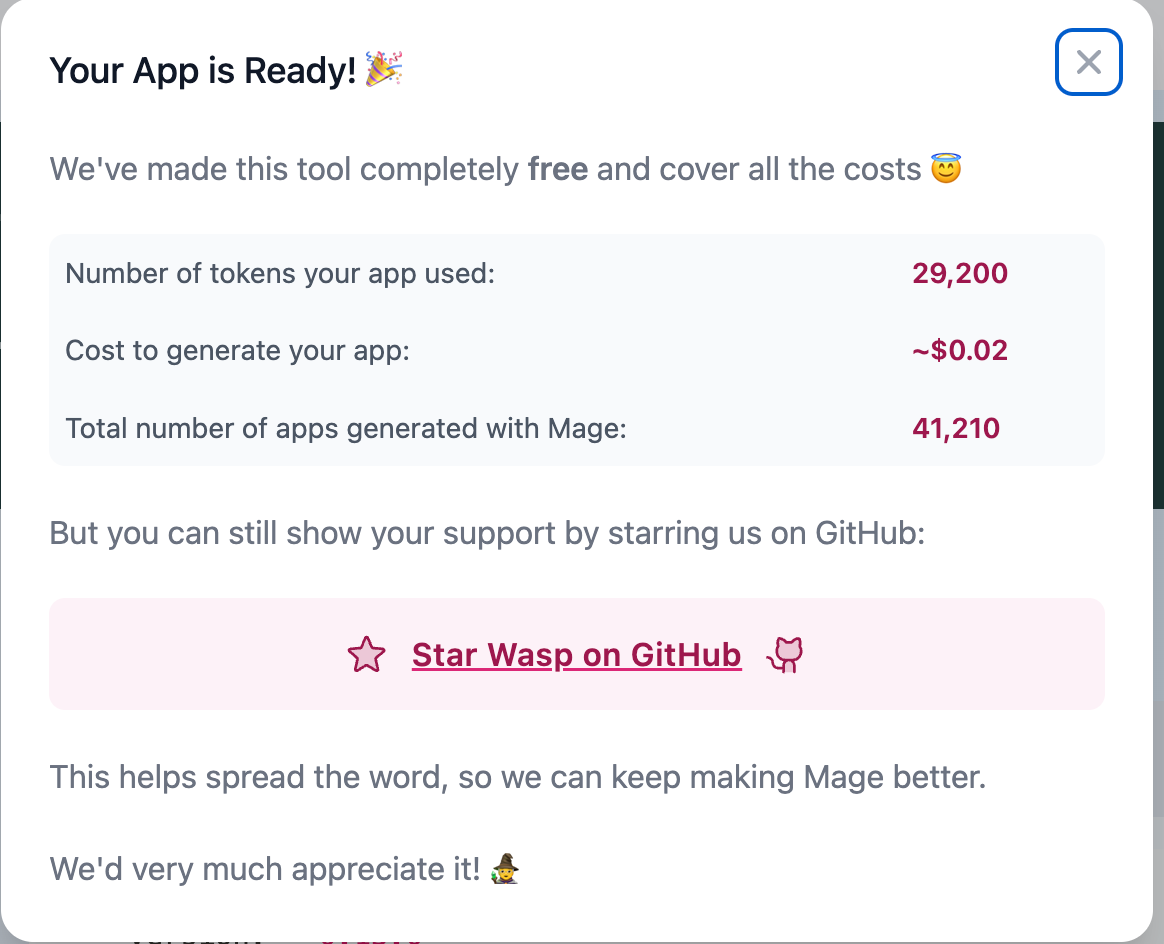 Your App is Ready! 🎉
We've made this tool completely free and cover all the costs 😇
Number of tokens your app used: 29,200
Cost to generate your app: ~$0.02
Total number of apps generated with Mage: 41,210
But you can still show your support by starring us on GitHub:
Star Wasp on GitHub
This helps spread the word, so we can keep making Mage better.
We'd very much appreciate it! 🧙